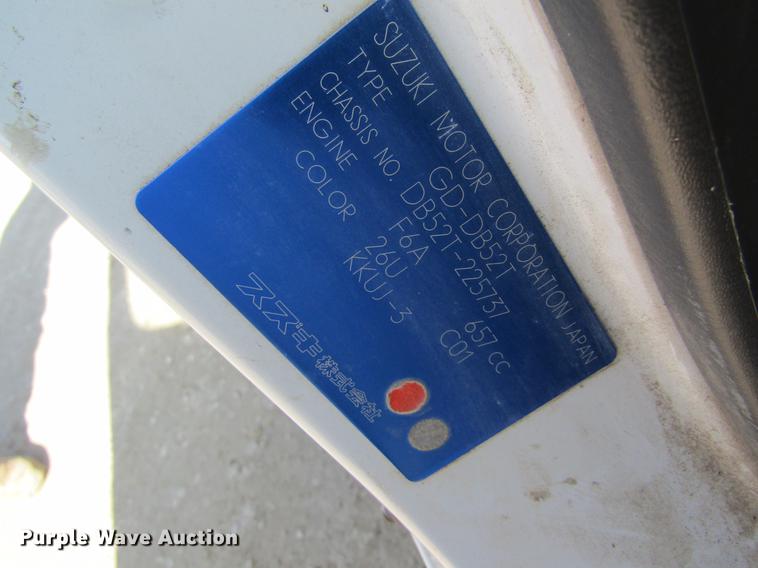 SUZUKI MOTOR CORPORATION JAPAN
TYPE GD-DB52T
CHASSIS NO. DB52T-225737
ENGINE F6A 657 CC
COLOR 26U C01
KKUJ-3
スズキ株式会社
Purple Wave Auction